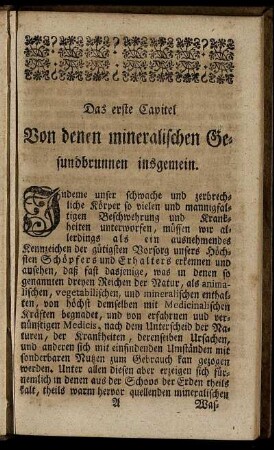 Das erste Capitel
Von denen mineralischen Ge-
sundbrunnen insgemein.
Indeme unser schwache und zerbrech-
liche Körper so vielen und mannigfal-
tigen Beschwehrung und Krank-
heiten unterworfen, müssen wir al-
lerdings als ein ausnehmendes
Kennzeichen der gütigsten Vorsorg unsers Höch-
sten Schöpfers und Erhalters erkennen und
ansehen, daß fast dasjenige, was in denen so
genannten dreyen Reichen der Natur, als anima-
lischen, vegetabilischen, und mineralischen enthal-
ten, von höchst demselben mit Medicinalischen
Kräften begnadet, und von erfahrnen und ver-
nünftigen Medicis, nach dem Unterscheid der Na-
turen, der Krankheiten, derenselben Ursachen,
und anderen sich mit einfindenden Umständen mit
sonderbaren Nutzen zum Gebrauch kan gezogen
werden. Unter allen diesen aber erzeigen sich für-
nemlich in denen aus der Schoos der Erden theils
kalt, theils warm hervor quellenden mineralischen
A Was-